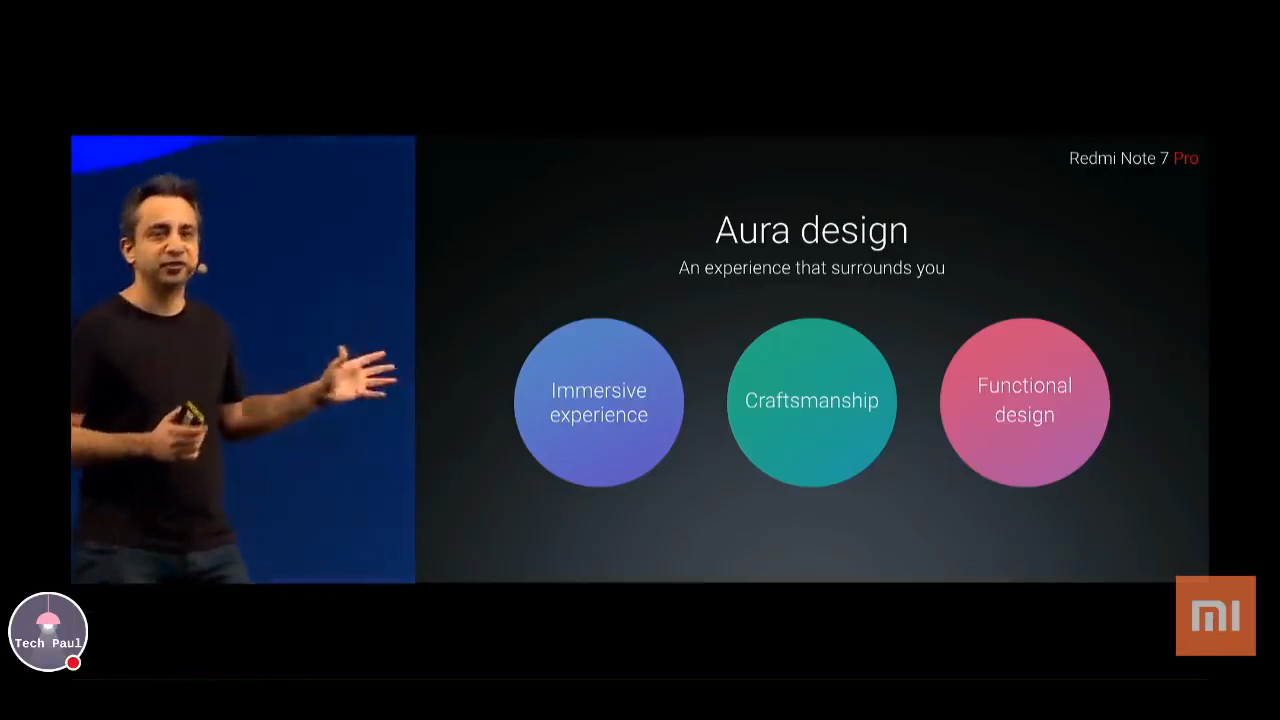 Redmi Note 7 Pro
Aura design
An experience that surrounds you
Immersive
experience
Craftsmanship
Functional
design
Tech Paul
MI